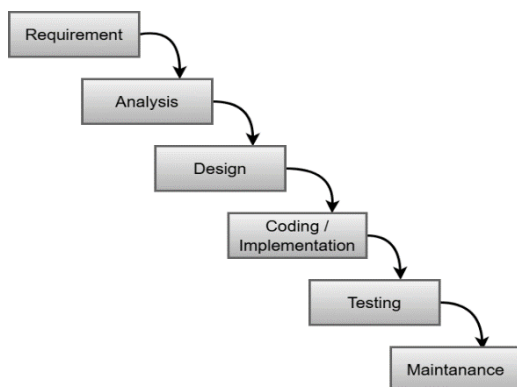 Requirement
Analysis
Design
Coding /
Implementation
Testing
Maintanance